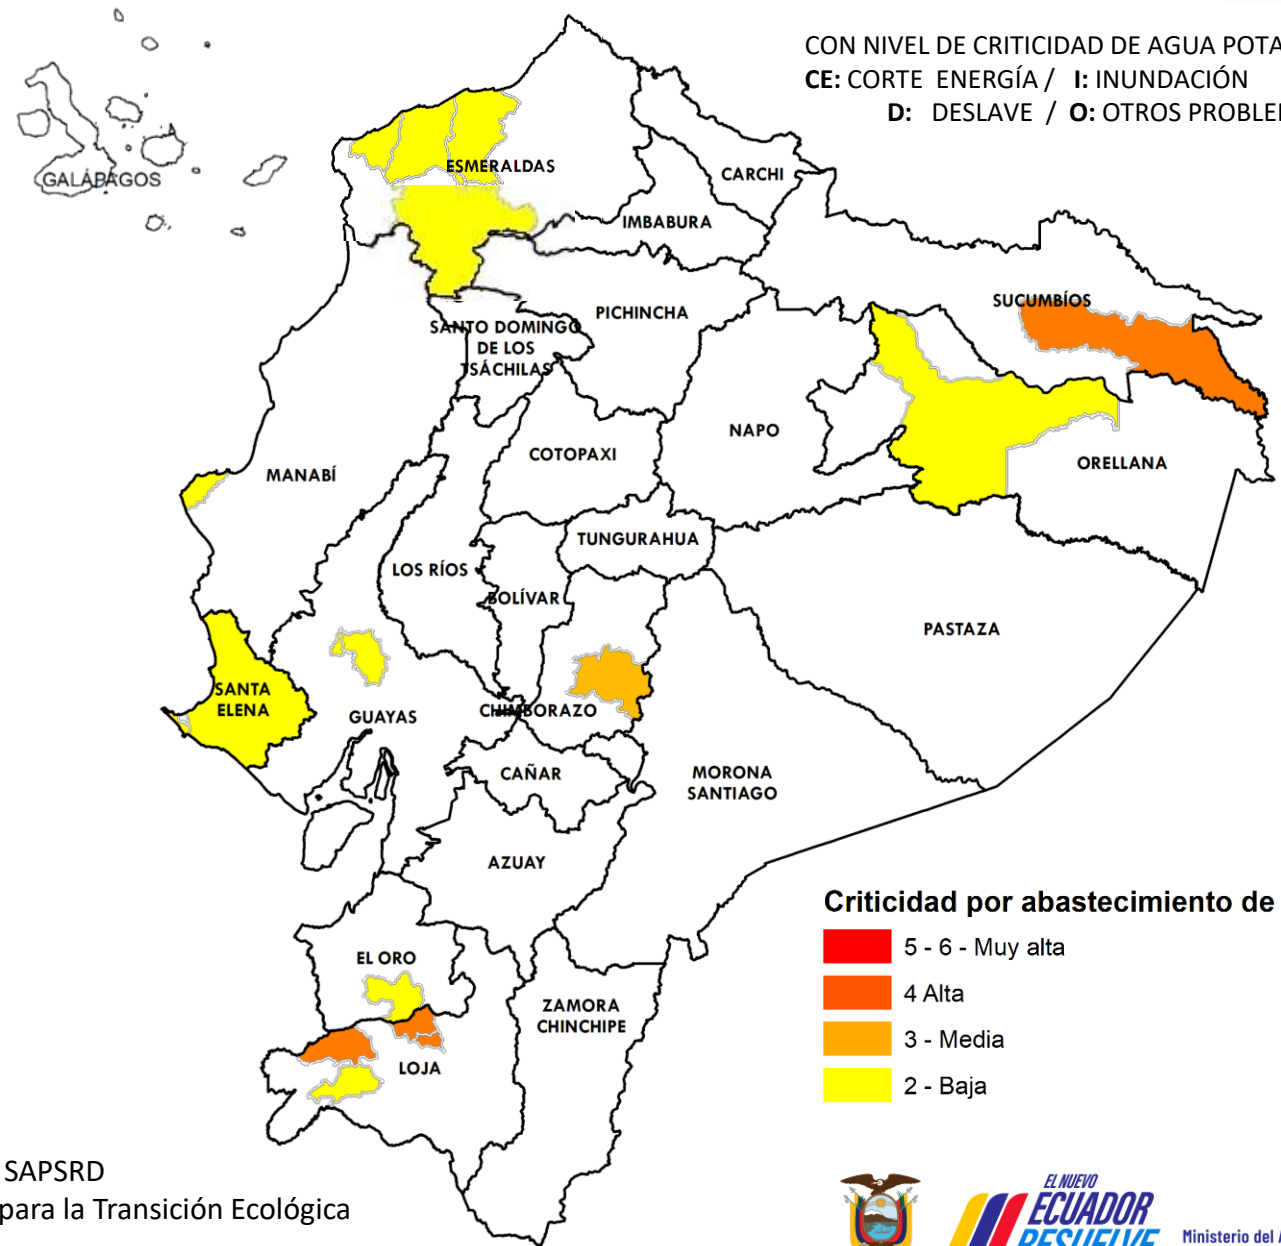 CON NIVEL DE CRITICIDAD DE AGUA POTA
CE: CORTE ENERGÍA / I: INUNDACIÓN
D: DESLAVE / O: OTROS PROBLE
GALÁPAGOS
ESMERALDAS
CARCHI
IMBABURA
SUCUMBÍOS
PICHINCHA
SANTO DOMINGO
DE LOS
TSÁCHILAS
NAPO
COTOPAXI
ORELLANA
MANABÍ
TUNGURAHUA
LOS RÍOS
BOLÍVAR
PASTAZA
SANTA
ELENA
GUAYAS
CHIMBORAZO
CAÑAR
MORONA
SANTIAGO
AZUAY
EL ORO
ZAMORA
CHINCHIPE
LOJA
Criticidad por abastecimiento de
5 - 6 - Muy alta
4 Alta
3 - Media
2 - Baja
SAPSRD
para la Transición Ecológica
EL NUEVO
ECUADOR
RESUELVE
Ministerio del A